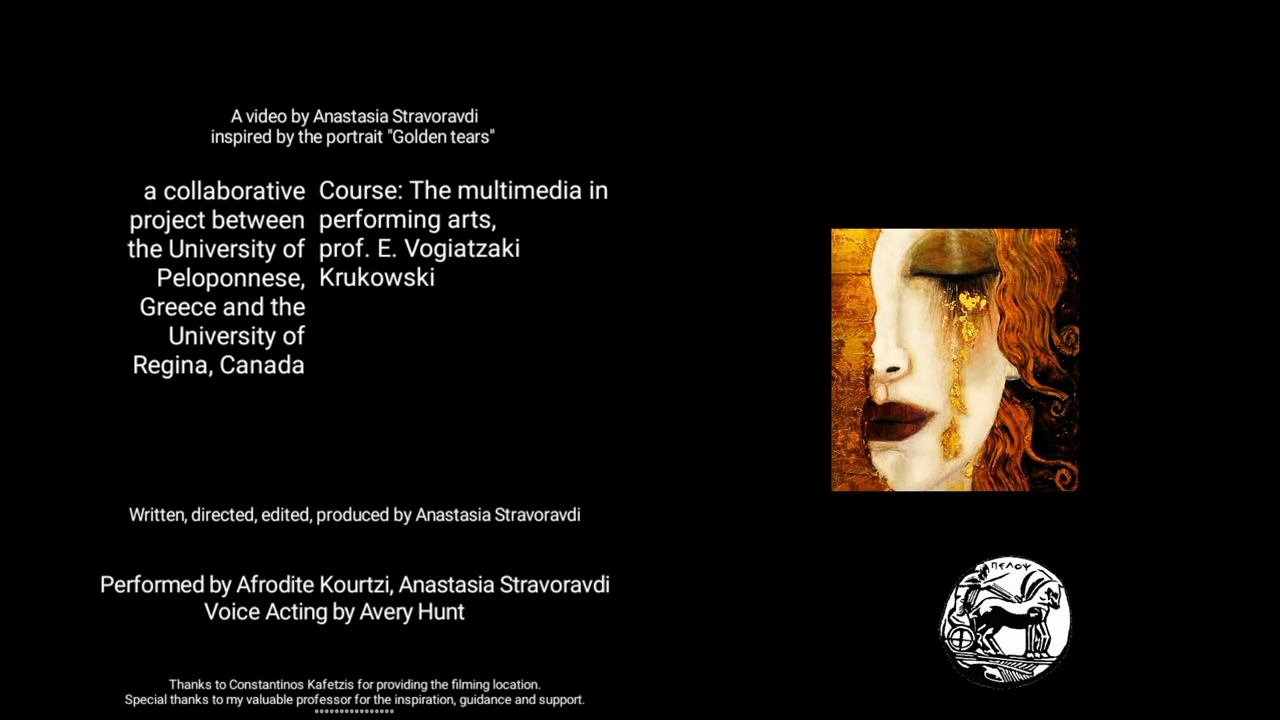 A video by Anastasia Stravoravdi
inspired by the portrait "Golden tears"
a collaborative
project between
the University of
Peloponnese,
Greece and the
University of
Regina, Canada
Course: The multimedia in
performing arts,
prof. E. Vogiatzaki
Krukowski
Written, directed, edited, produced by Anastasia Stravoravdi
Performed by Afrodite Kourtzi, Anastasia Stravoravdi
Voice Acting by Avery Hunt
Thanks to Constantinos Kafetzis for providing the filming location.
Special thanks to my valuable professor for the inspiration, guidance and support.
°°°°°°°°°°°°°°°°
ΠΕΛΟΨ